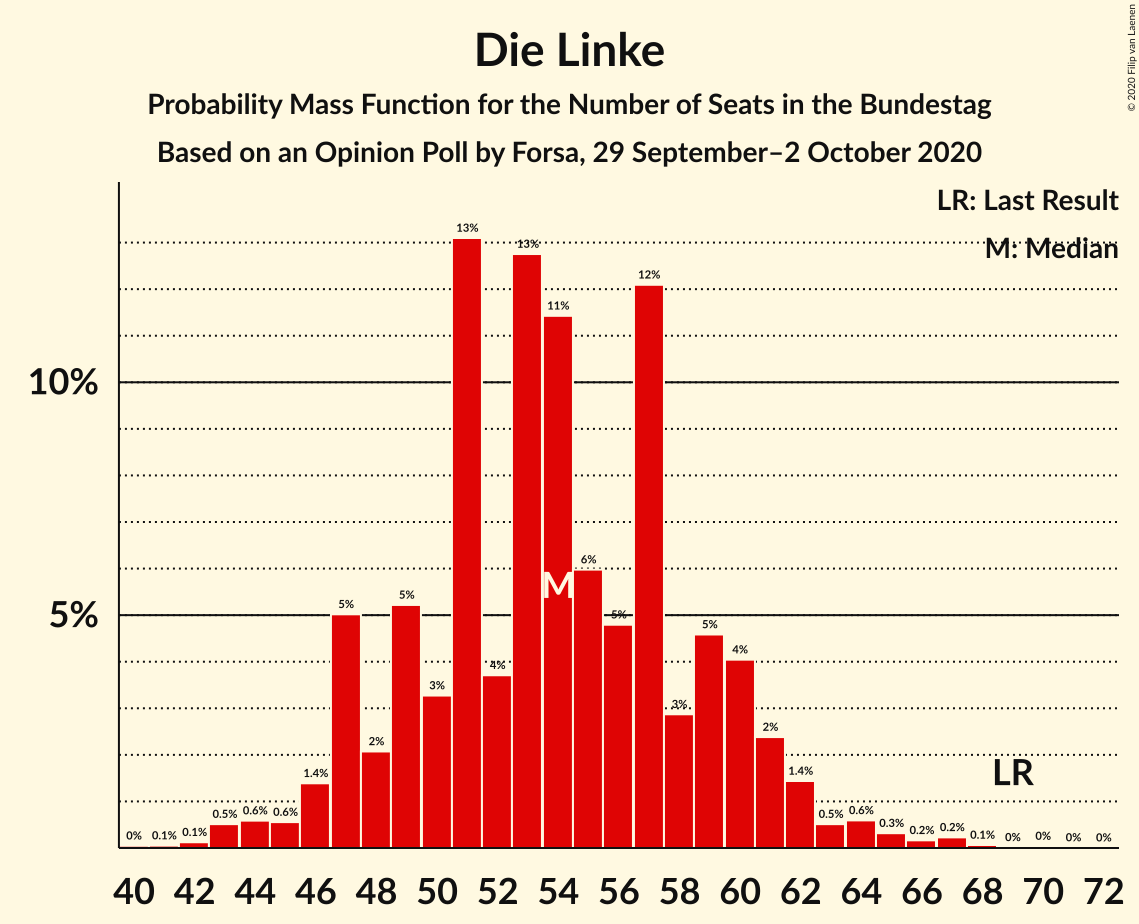 © 2020 Filip van Laenen
Die Linke
Probability Mass Function for the Number of Seats in the Bundestag
Based on an Opinion Poll by Forsa, 29 September–2 October 2020
LR: Last Result
M: Median
10%
5%
0% 0.1% 0.1% 0.5% 0.6% 0.6% 1.4% 5% 2% 5% 3% 13% 4% 13% 11% 6% 5% 12% 3% 5% 4% 2% 1.4% 0.5% 0.6% 0.3% 0.2% 0.2% 0.1% 0% 0% 0% 0%
M
LR
40 42 44 46 48 50 52 54 56 58 60 62 64 66 68 70 72